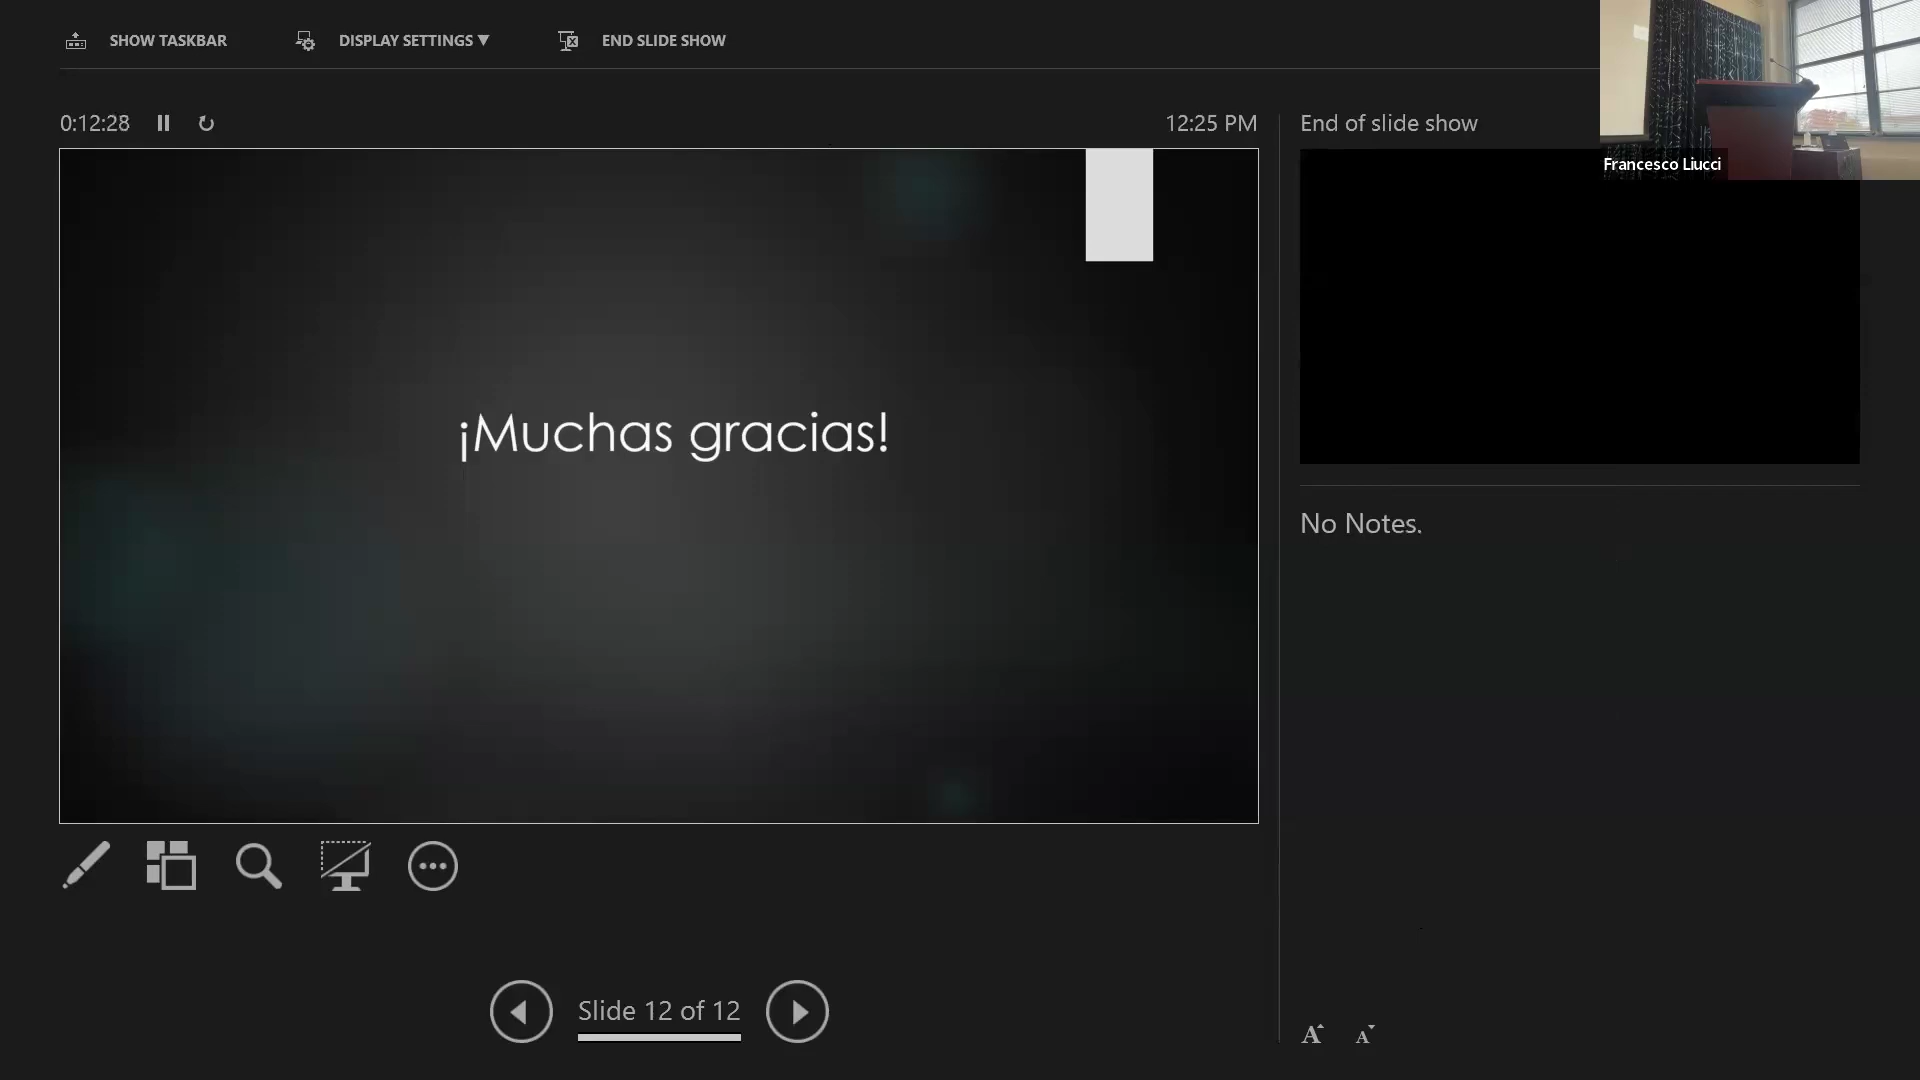 SHOW TASKBAR
DISPLAY SETTINGS ▼
END SLIDE SHOW
0:12:28
12:25 PM
End of slide show
Francesco Liucci
¡Muchas gracias!
No Notes.
Slide 12 of 12
A A